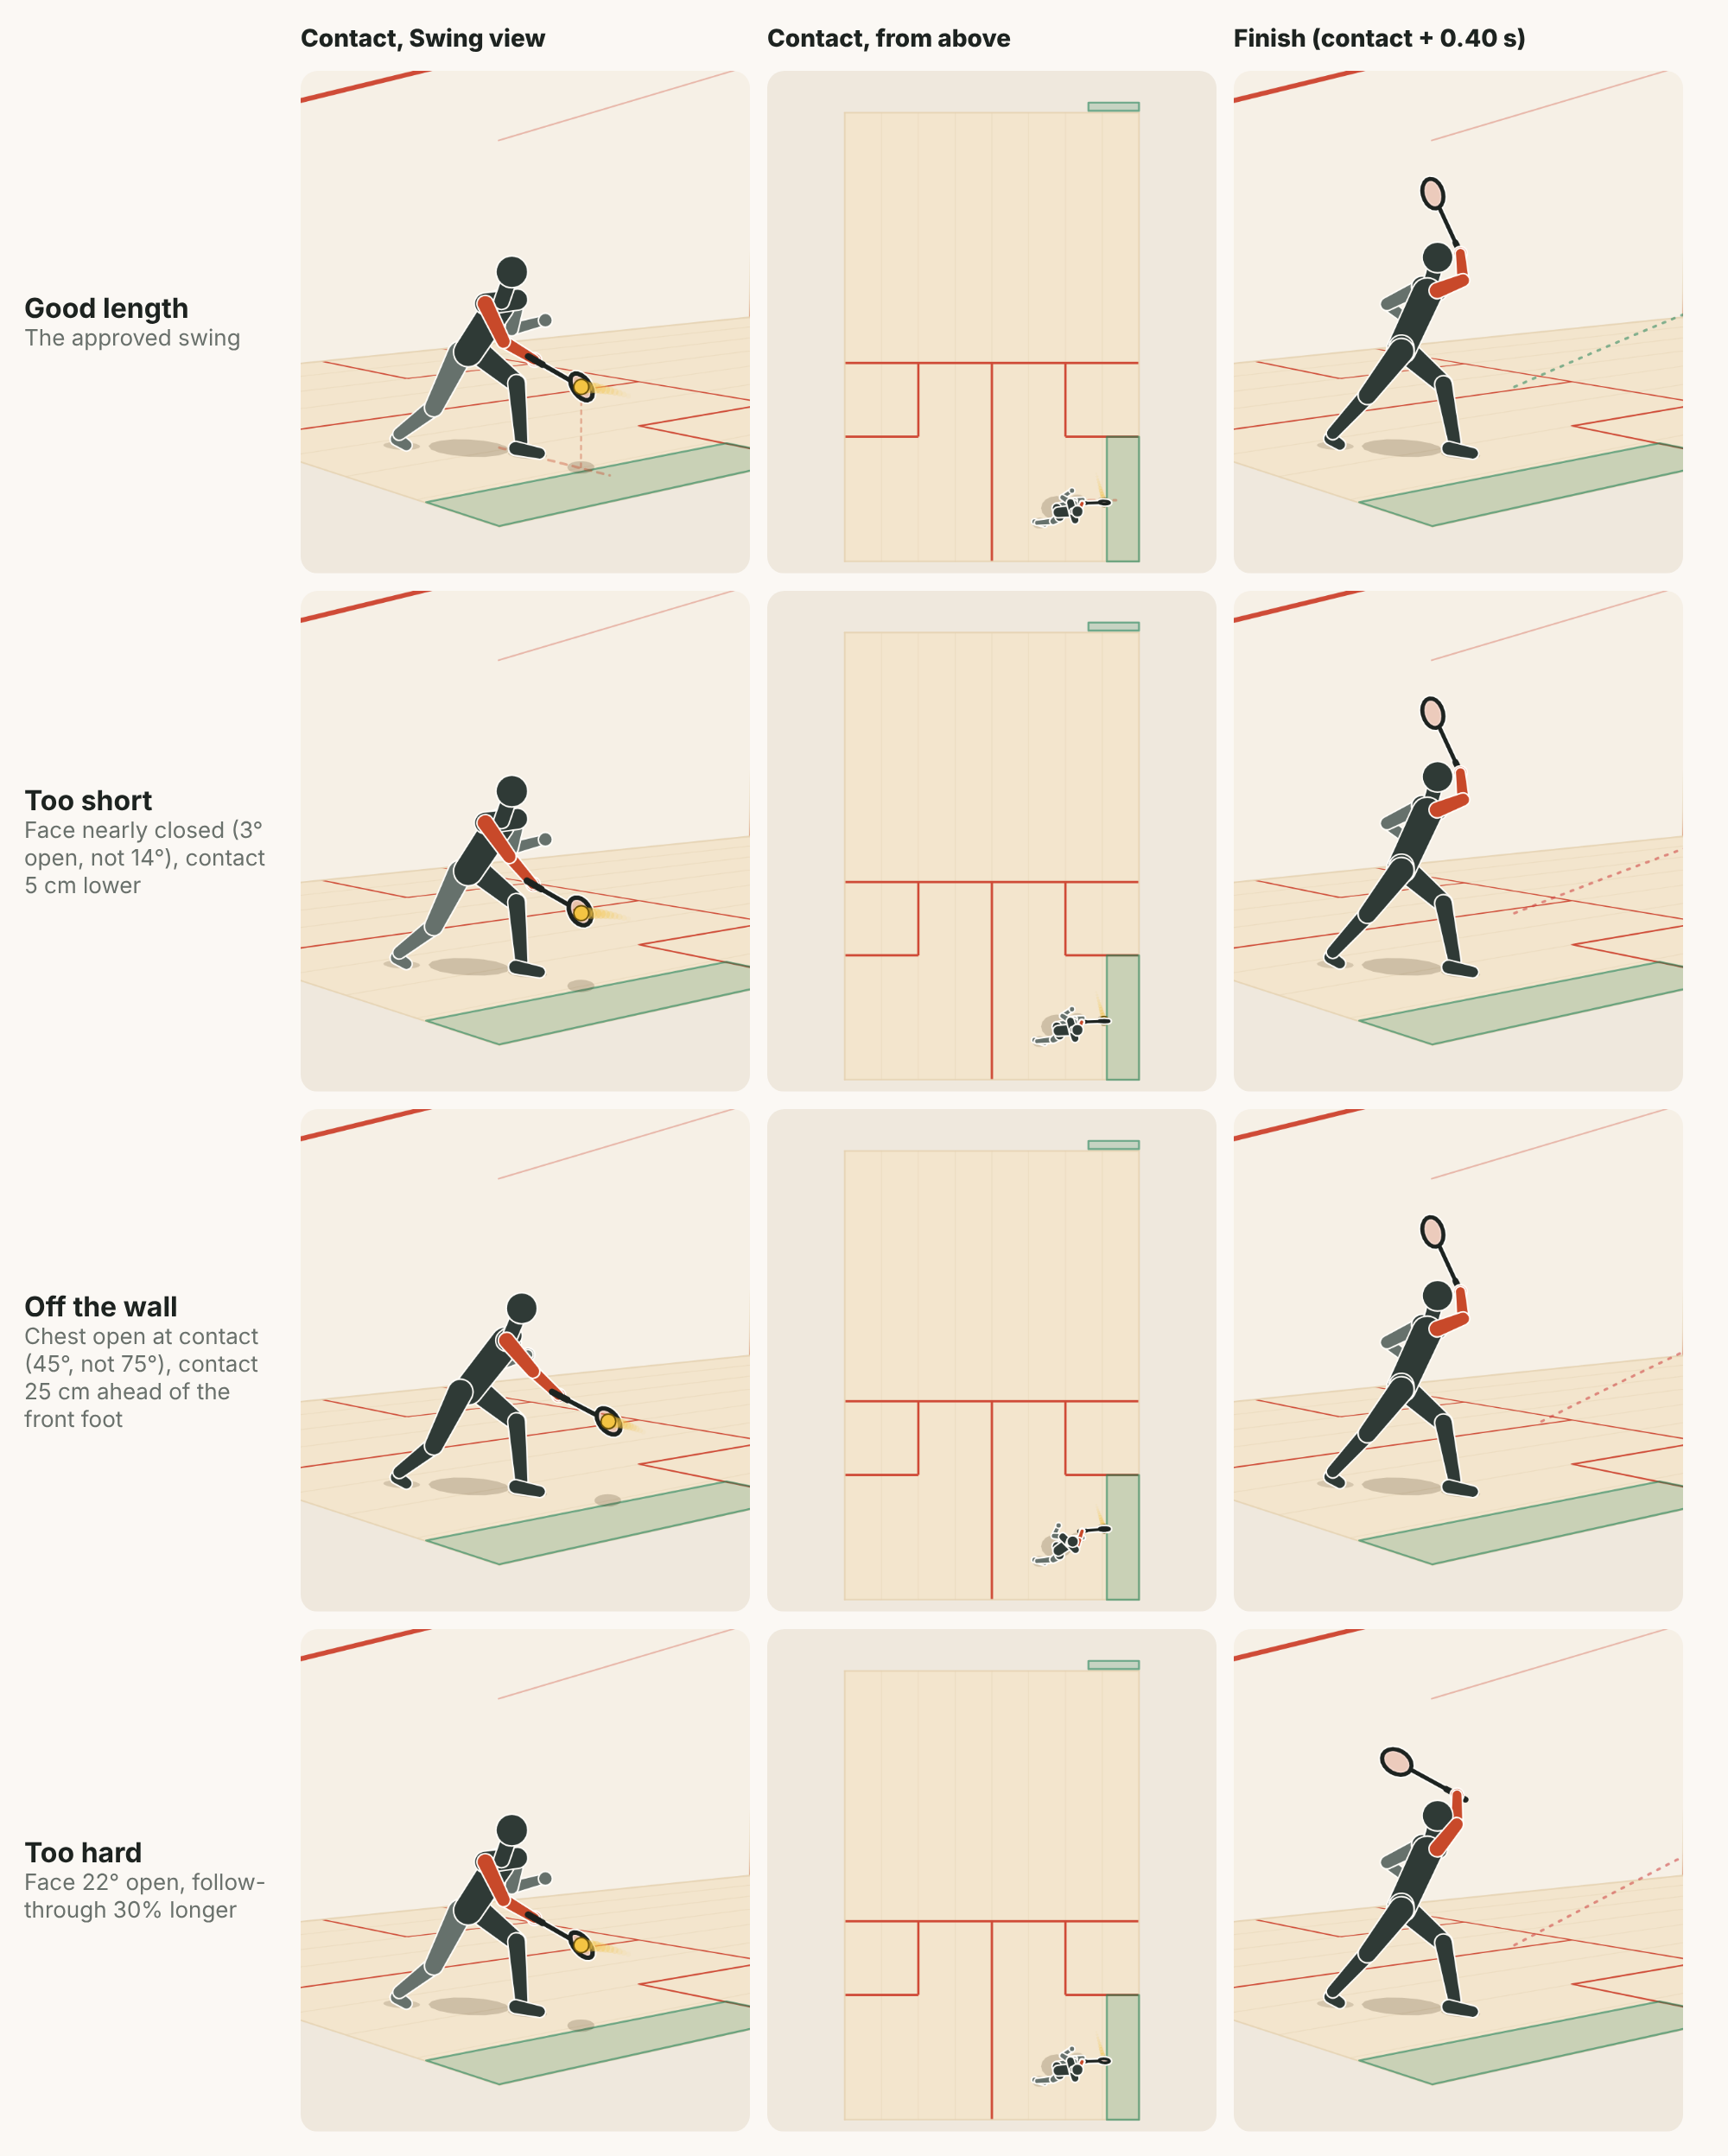 Contact, Swing view
Contact, from above
Finish (contact + 0.40 s)
Good length
The approved swing
Too short
Face nearly closed (3°
open, not 14°), contact
5 cm lower
Off the wall
Chest open at contact
(45°, not 75°), contact
25 cm ahead of the
front foot
Too hard
Face 22° open, follow-
through 30% longer